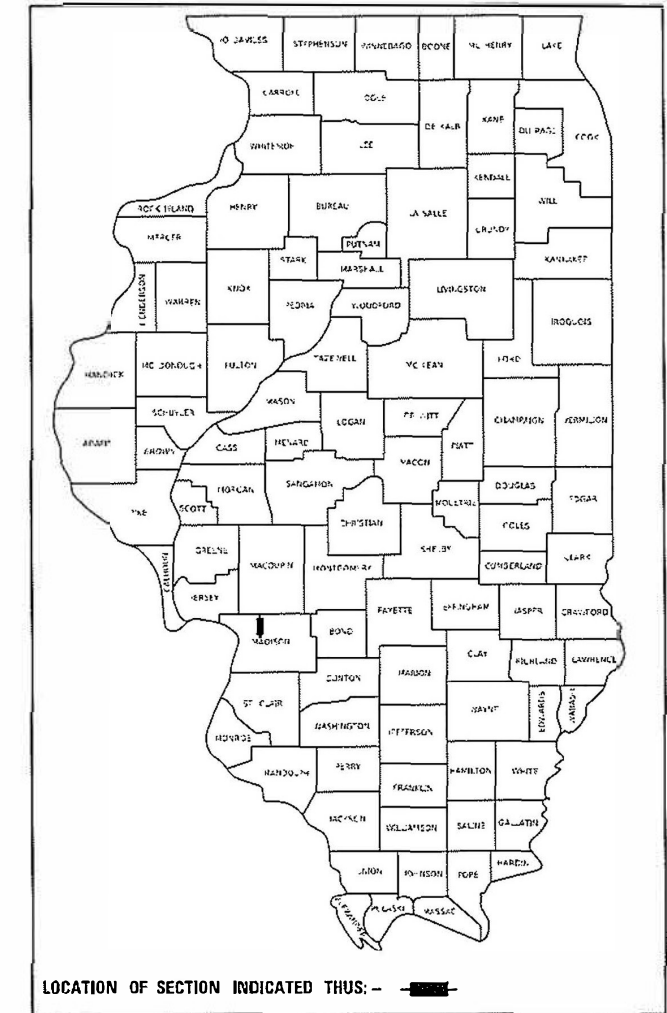 JO DAVIESS STEPHENSON WINNEBAGO BOONE MC HENRY LAKE
CARROLL OGLE DE KALB KANE DU PAGE COOK
WHITESIDE LEE KENDALL
ROCK ISLAND HENRY BUREAU LA SALLE GRUNDY WILL
MERCER PUTNAM
STARK MARSHALL KANKAKEE
HENDERSON WARREN KNOX PEORIA WOODFORD LIVINGSTON IROQUOIS
HANCOCK MC DONOUGH FULTON TAZEWELL MC LEAN FORD
SCHUYLER MASON LOGAN DE WITT CHAMPAIGN VERMILION
ADAMS BROWN CASS MENARD MACON PIATT
PIKE SCOTT MORGAN SANGAMON MOULTRIE DOUGLAS EDGAR
CHRISTIAN COLES
CALHOUN GREENE MACOUPIN MONTGOMERY SHELBY CUMBERLAND CLARK
JERSEY FAYETTE EFFINGHAM JASPER CRAWFORD
MADISON BOND CLAY RICHLAND LAWRENCE
CLINTON MARION
ST. CLAIR WAYNE EDWARDS WABASH
MONROE WASHINGTON JEFFERSON
RANDOLPH PERRY FRANKLIN HAMILTON WHITE
JACKSON WILLIAMSON SALINE GALLATIN
UNION JOHNSON POPE HARDIN
ALEXANDER PULASKI MASSAC
LOCATION OF SECTION INDICATED THUS: -